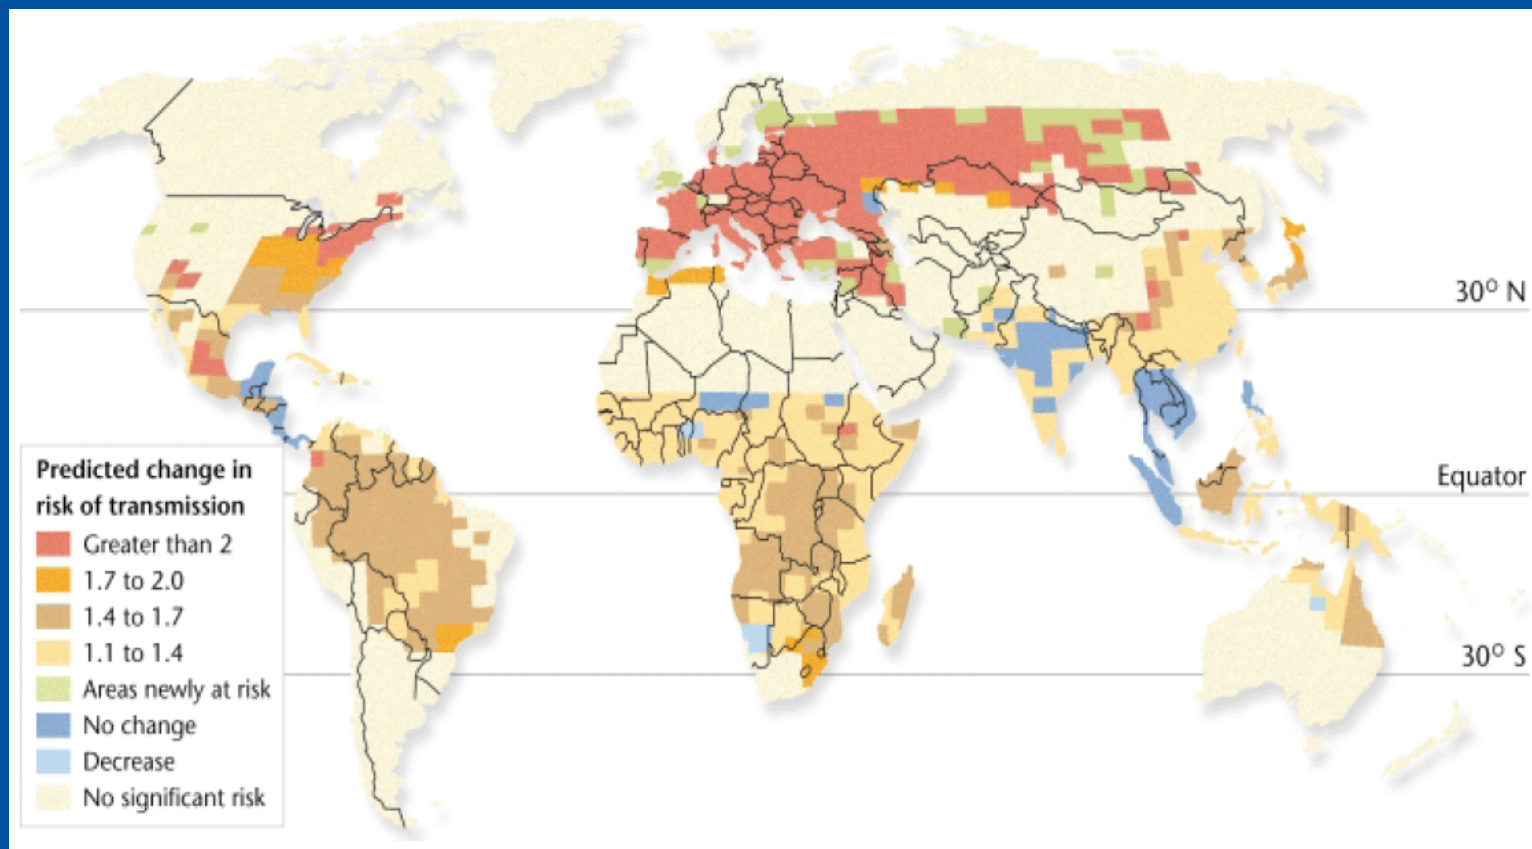 30° N
Equator
30° S
Predicted change in
risk of transmission
Greater than 2
1.7 to 2.0
1.4 to 1.7
1.1 to 1.4
Areas newly at risk
No change
Decrease
No significant risk